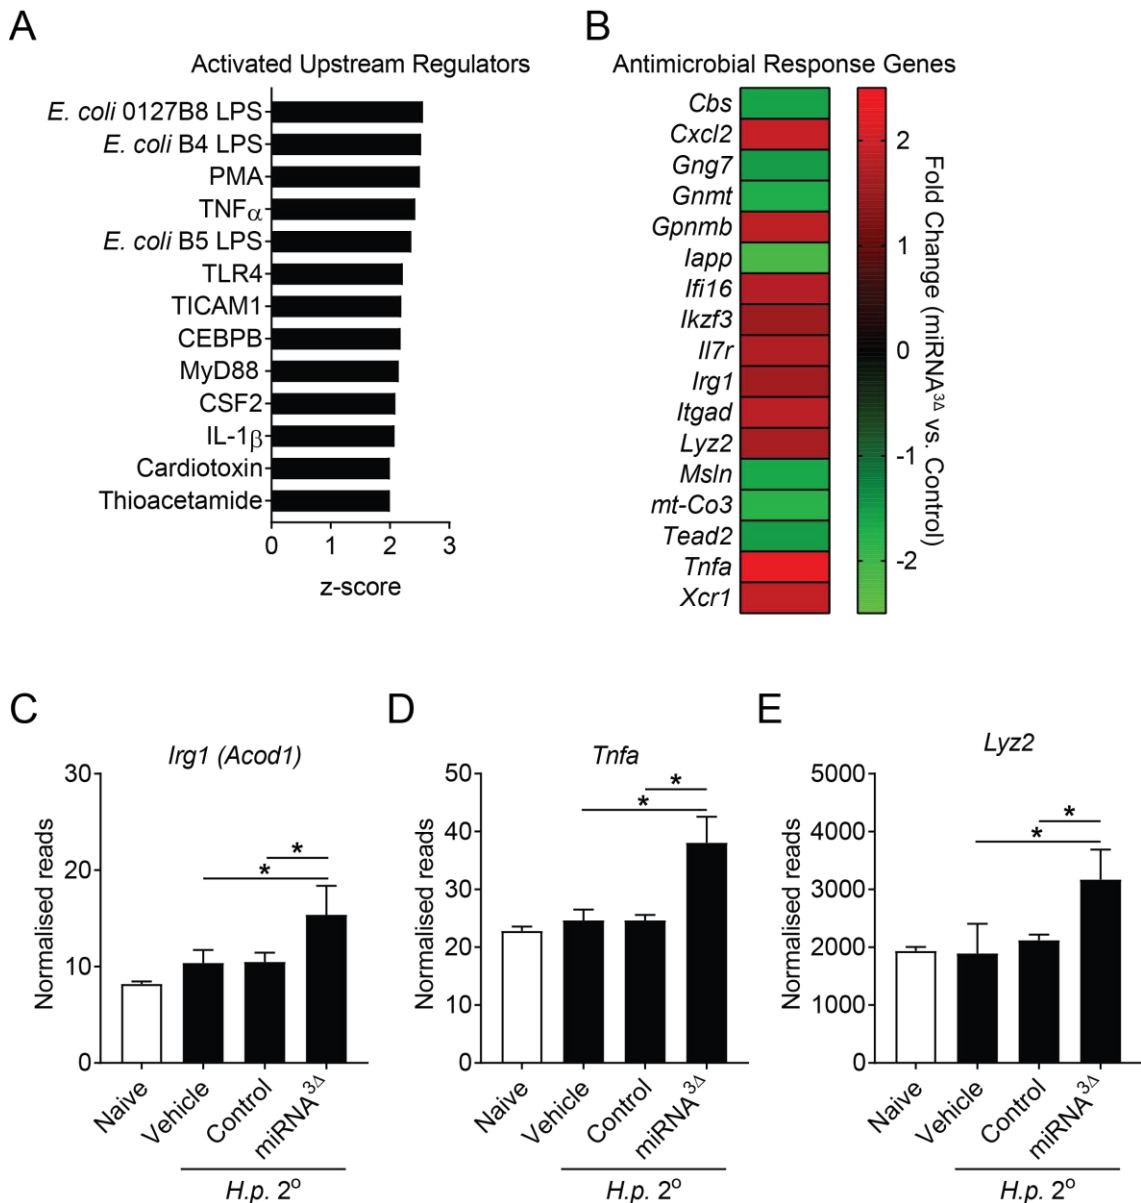 A
Activated Upstream Regulators
E. coli 0127B8 LPS
E. coli B4 LPS
PMA
TNFα
E. coli B5 LPS
TLR4
TICAM1
CEBPB
MyD88
CSF2
IL-1β
Cardiotoxin
Thioacetamide
0 1 2 3
z-score
B
Antimicrobial Response Genes
Cbs
Cxcl2
Gng7
Gnmt
Gpnmb
Iapp
Ifi16
Ikzf3
Il7r
Irg1
Itgad
Lyz2
Msln
mt-Co3
Tead2
Tnfa
Xcr1
2
1
0
-1
-2
Fold Change (miRNA³Δ vs. Control)
C
Irg1 (Acod1)
Normalised reads
30
20
10
0
*
*
Naive
Vehicle
Control
miRNA³Δ
H.p. 2º
D
Tnfa
Normalised reads
50
40
30
20
10
0
*
*
Naive
Vehicle
Control
miRNA³Δ
H.p. 2º
E
Lyz2
Normalised reads
5000
4000
3000
2000
1000
0
*
*
Naive
Vehicle
Control
miRNA³Δ
H.p. 2º